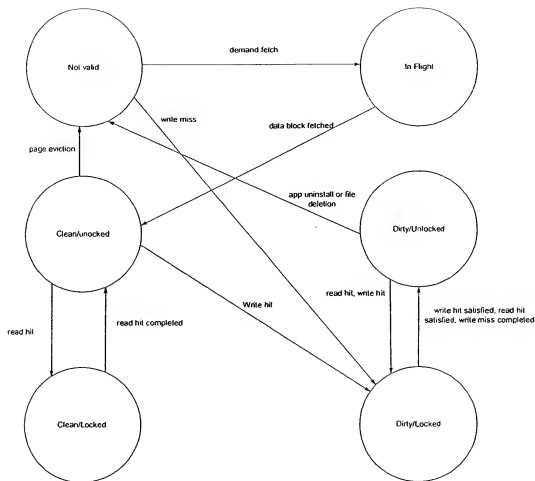 demand fetch
Not valid
In Flight
write miss
data block fetched
page eviction
app uninstall or file
deletion
Clean/unocked
Dirty/Unlocked
Write hit
read hit, write hit
write hit satisfied, read hit
satisfied, write miss completed
read hit completed
read hit
Clean/Locked
Dirty/Locked